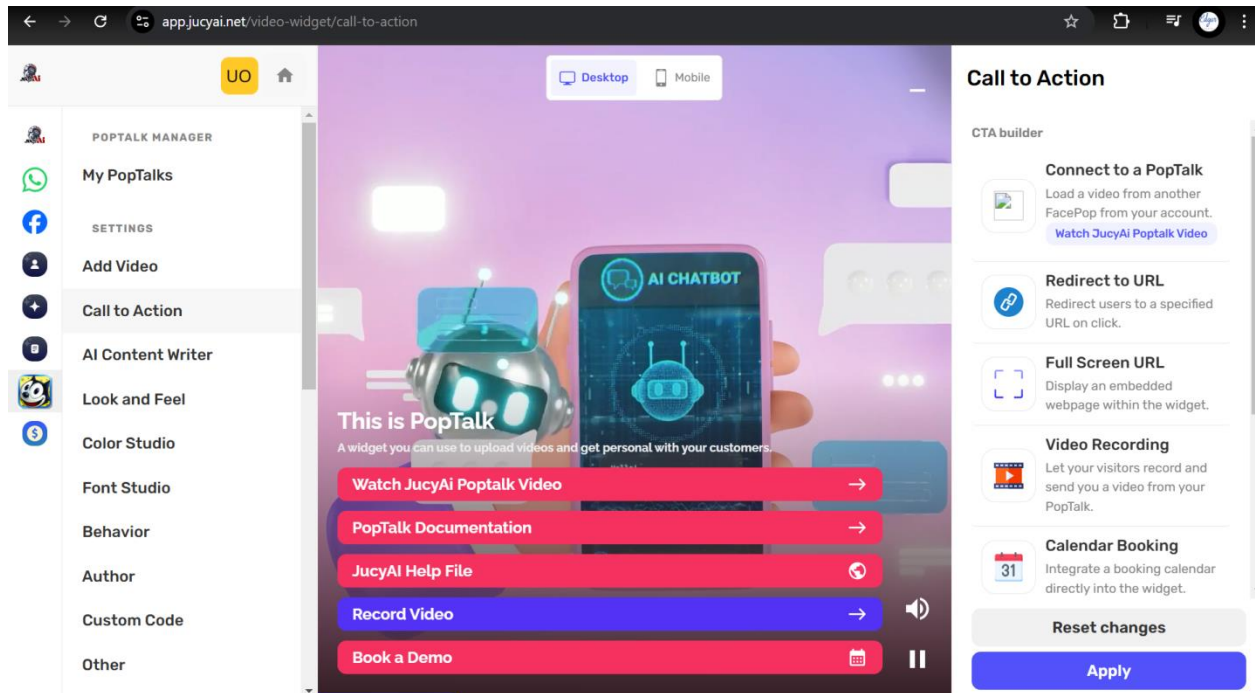 app.jucyai.net/video-widget/call-to-action
UO
POPTALK MANAGER
My PopTalks
SETTINGS
Add Video
Call to Action
AI Content Writer
Look and Feel
Color Studio
Font Studio
Behavior
Author
Custom Code
Other
Desktop
Mobile
AI CHATBOT
This is PopTalk
A widget you can use to upload videos and get personal with your customers.
Watch JucyAi Poptalk Video
PopTalk Documentation
JucyAI Help File
Record Video
Book a Demo
Call to Action
CTA builder
Connect to a PopTalk
Load a video from another
FacePop from your account.
Watch JucyAi Poptalk Video
Redirect to URL
Redirect users to a specified
URL on click.
Full Screen URL
Display an embedded
webpage within the widget.
Video Recording
Let your visitors record and
send you a video from your
PopTalk.
31
Calendar Booking
Integrate a booking calendar
directly into the widget.
Reset changes
Apply